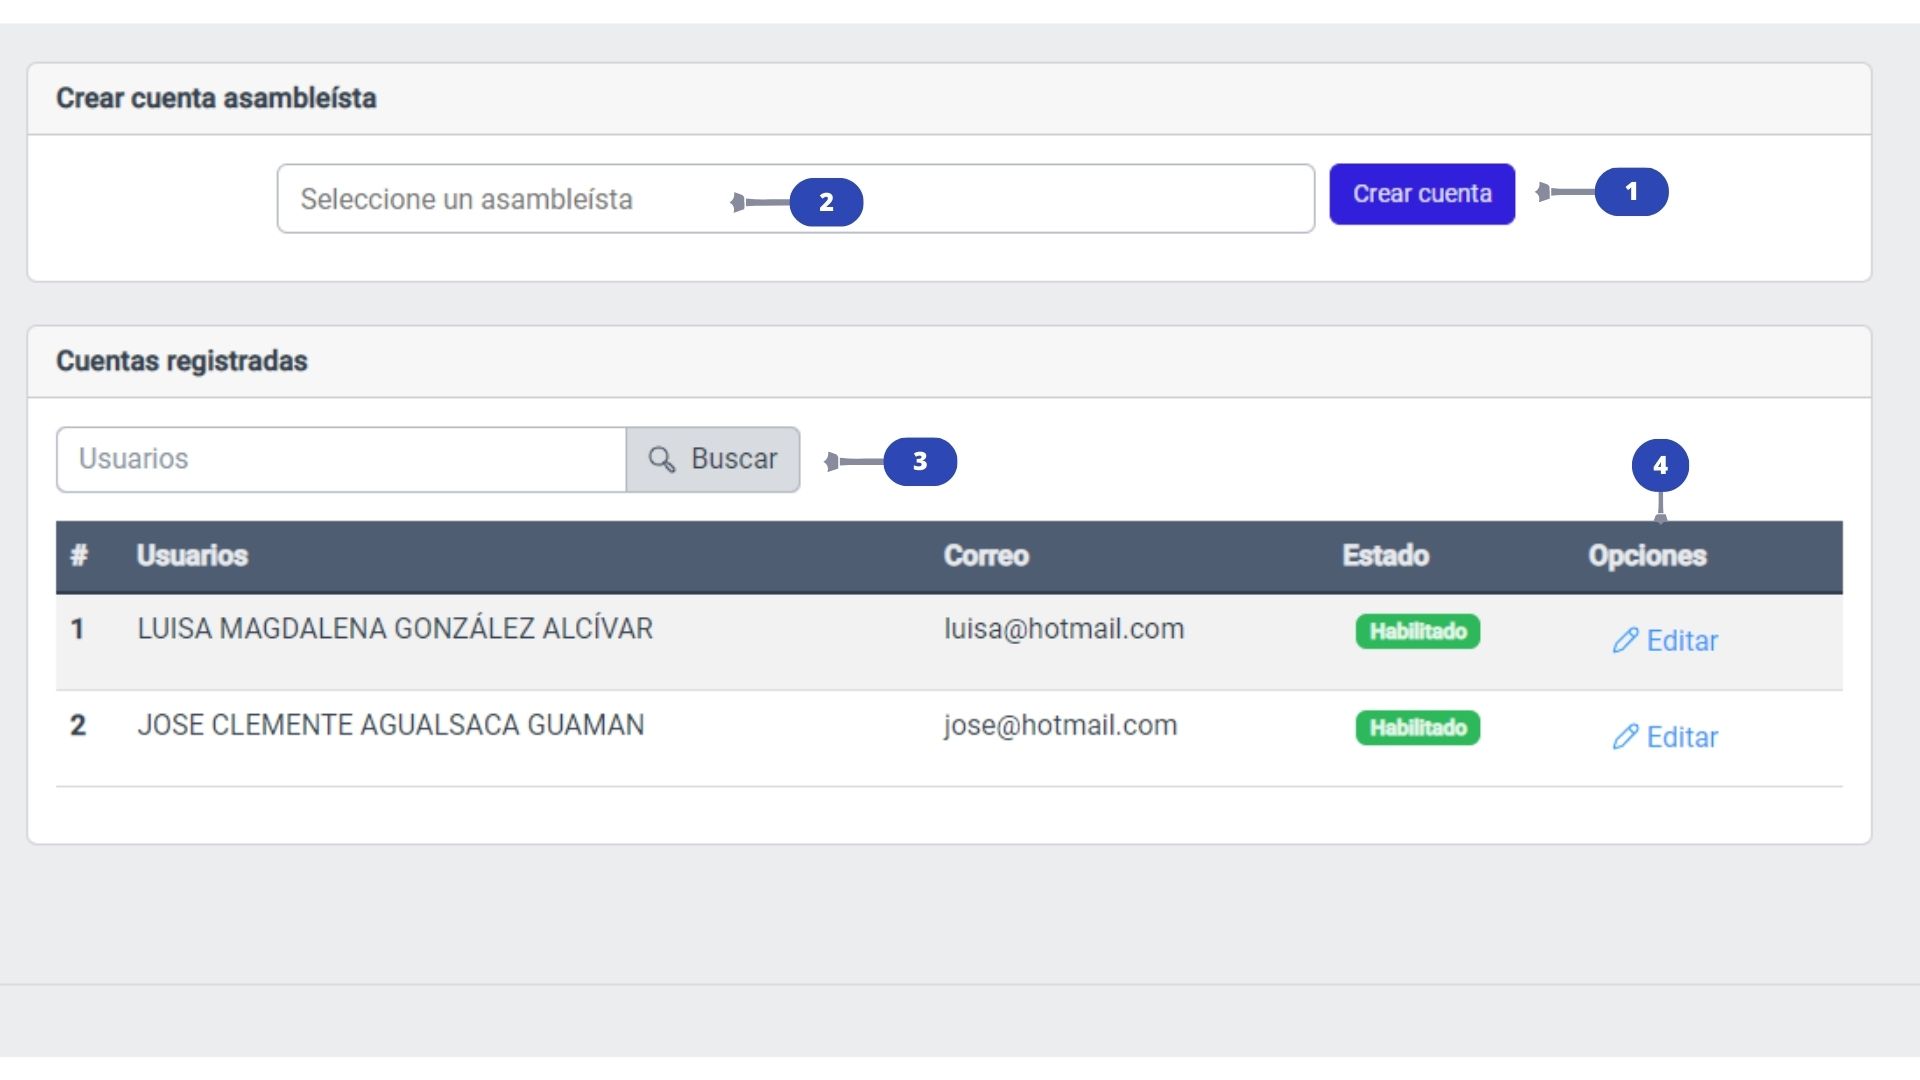 Crear cuenta asambleísta
Seleccione un asambleísta 2 Crear cuenta 1
Cuentas registradas
Usuarios Buscar 3 4
# Usuarios Correo Estado Opciones
1 LUISA MAGDALENA GONZÁLEZ ALCÍVAR luisa@hotmail.com Habilitado Editar
2 JOSE CLEMENTE AGUALSACA GUAMAN jose@hotmail.com Habilitado Editar